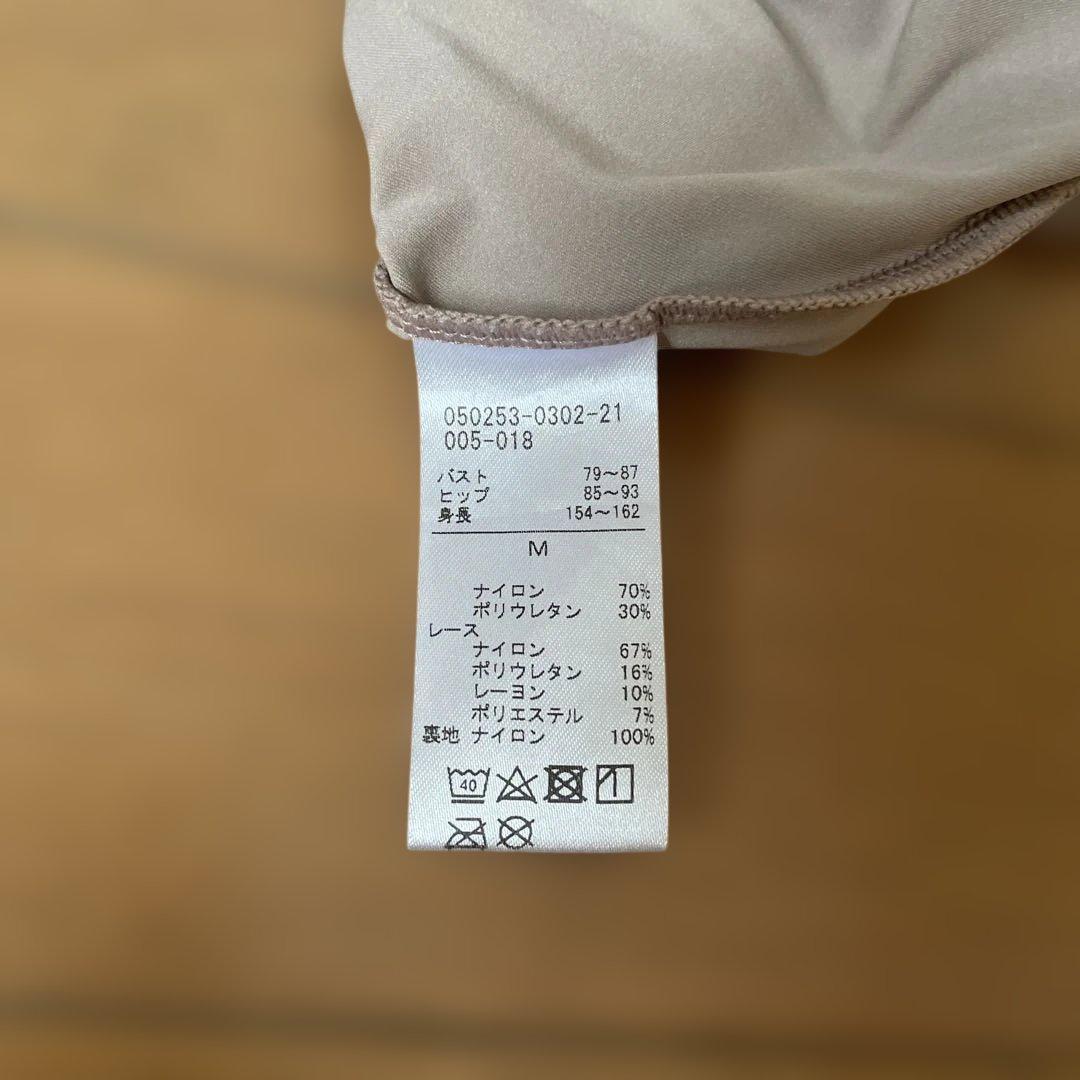 050253-0302-21
005-018
バスト 79～87
ヒップ 85～93
身長 154～162
M
ナイロン 70%
ポリウレタン 30%
レース
ナイロン 67%
ポリウレタン 16%
レーヨン 10%
ポリエステル 7%
裏地 ナイロン 100%
40